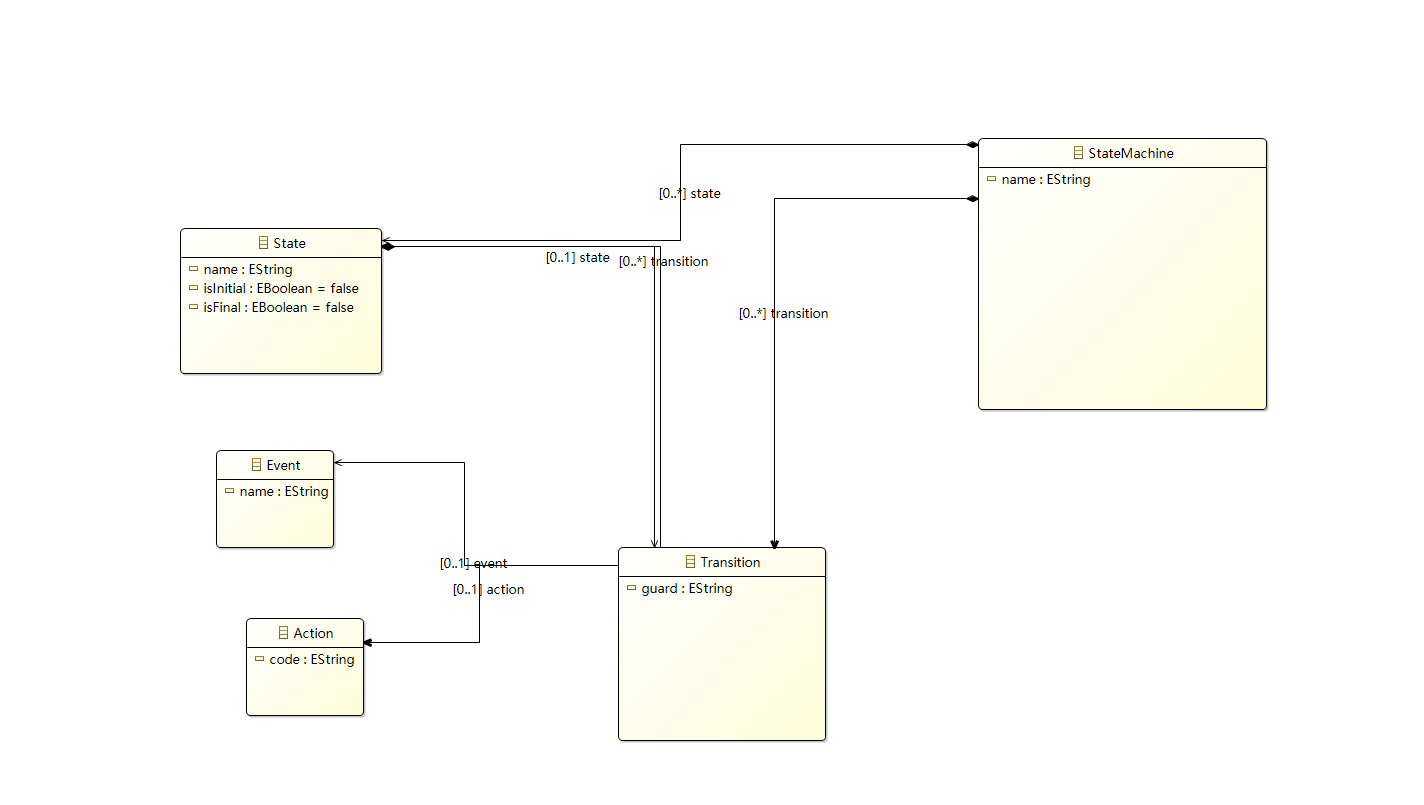 StateMachine
name : EString
[0..*] state
State
name : EString
isInitial : EBoolean = false
isFinal : EBoolean = false
[0..1] state
[0..*] transition
[0..*] transition
Event
name : EString
[0..1] event
[0..1] action
Transition
guard : EString
Action
code : EString